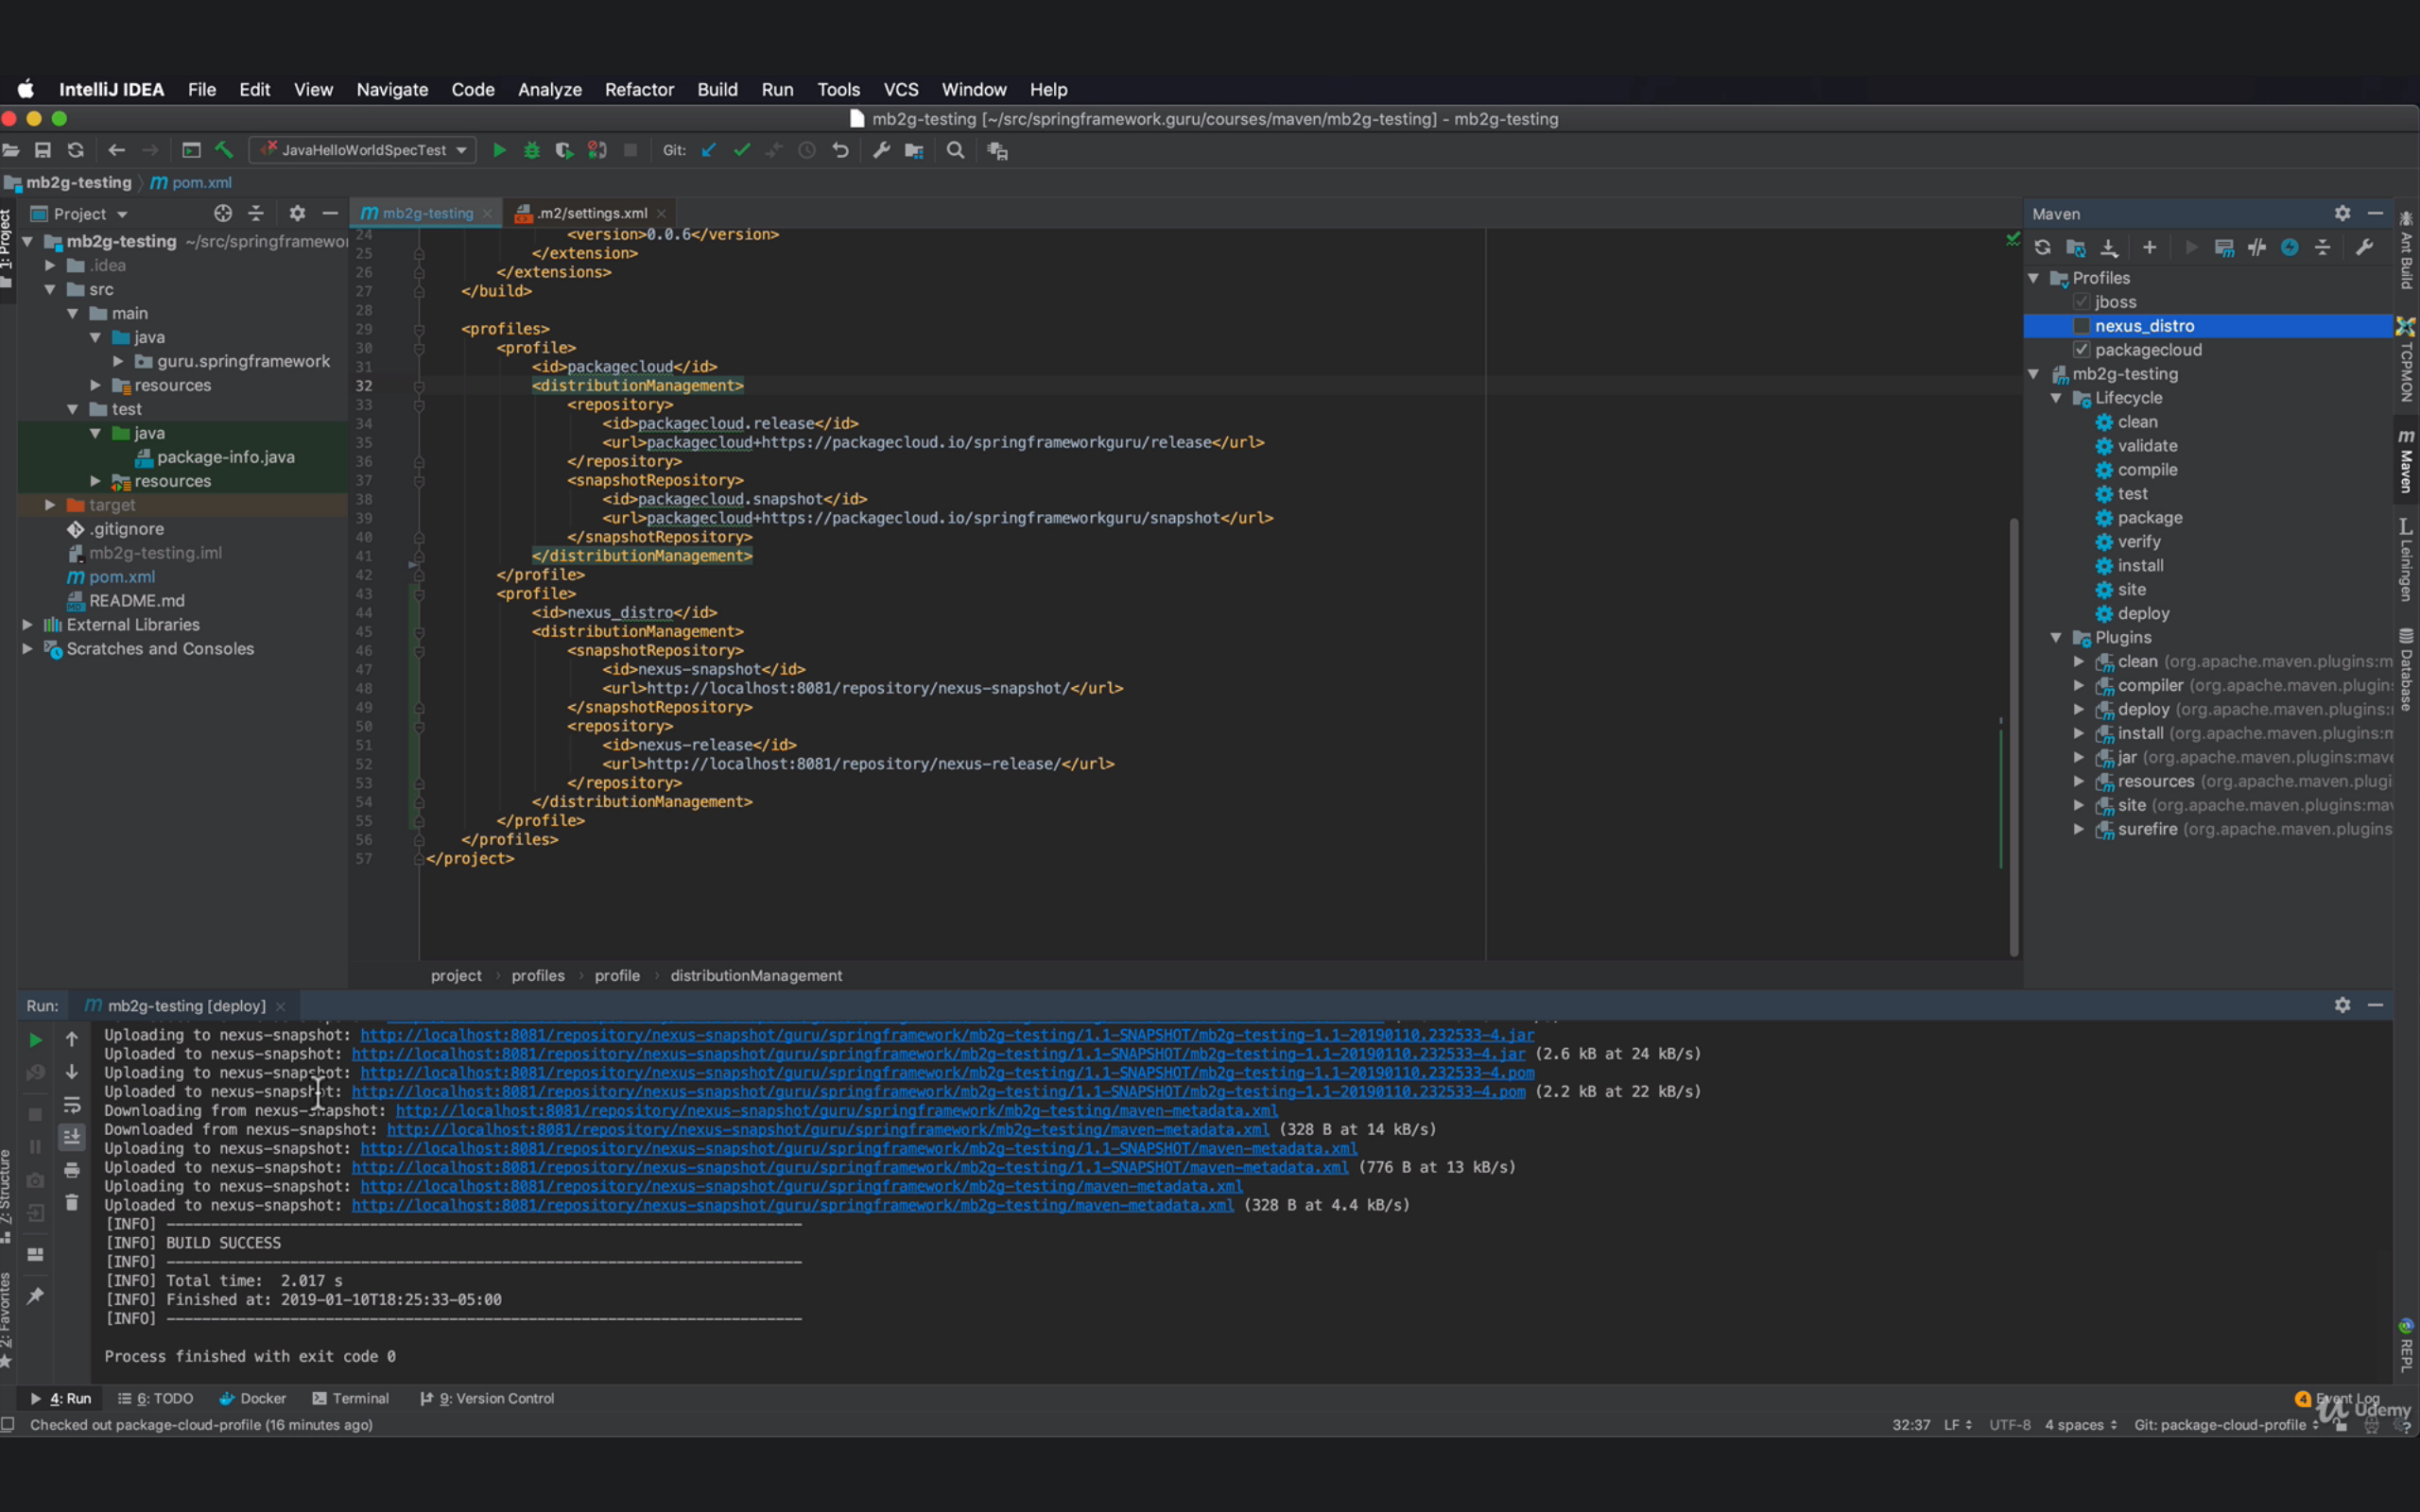 IntelliJ IDEA File Edit View Navigate Code Analyze Refactor Build Run Tools VCS Window Help
mb2g-testing [~/src/springframework.guru/courses/maven/mb2g-testing] - mb2g-testing
JavaHelloWorldSpecTest Git:
mb2g-testing pom.xml
1: Project
Project
mb2g-testing ~/src/springframewo
.idea
src
main
java
guru.springframework
resources
test
java
package-info.java
resources
target
.gitignore
mb2g-testing.iml
pom.xml
README.md
External Libraries
Scratches and Consoles
mb2g-testing .m2/settings.xml
24 <version>0.0.6</version>
25 </extension>
26 </extensions>
27 </build>
28
29 <profiles>
30 <profile>
31 <id>packagecloud</id>
32 <distributionManagement>
33 <repository>
34 <id>packagecloud.release</id>
35 <url>packagecloud+https://packagecloud.io/springframeworkguru/release</url>
36 </repository>
37 <snapshotRepository>
38 <id>packagecloud.snapshot</id>
39 <url>packagecloud+https://packagecloud.io/springframeworkguru/snapshot</url>
40 </snapshotRepository>
41 </distributionManagement>
42 </profile>
43 <profile>
44 <id>nexus_distro</id>
45 <distributionManagement>
46 <snapshotRepository>
47 <id>nexus-snapshot</id>
48 <url>http://localhost:8081/repository/nexus-snapshot/</url>
49 </snapshotRepository>
50 <repository>
51 <id>nexus-release</id>
52 <url>http://localhost:8081/repository/nexus-release/</url>
53 </repository>
54 </distributionManagement>
55 </profile>
56 </profiles>
57 </project>
project profiles profile distributionManagement
Maven
Profiles
jboss
nexus_distro
packagecloud
mb2g-testing
Lifecycle
clean
validate
compile
test
package
verify
install
site
deploy
Plugins
clean (org.apache.maven.plugins:m
compiler (org.apache.maven.plugins
deploy (org.apache.maven.plugins:
install (org.apache.maven.plugins:m
jar (org.apache.maven.plugins:mav
resources (org.apache.maven.plugi
site (org.apache.maven.plugins:ma
surefire (org.apache.maven.plugins
Ant Build
TCPMON
Maven
Leiningen
Database
REPL
Run: mb2g-testing [deploy]
Uploading to nexus-snapshot: http://localhost:8081/repository/nexus-snapshot/guru/springframework/mb2g-testing/1.1-SNAPSHOT/mb2g-testing-1.1-20190110.232533-4.jar
Uploaded to nexus-snapshot: http://localhost:8081/repository/nexus-snapshot/guru/springframework/mb2g-testing/1.1-SNAPSHOT/mb2g-testing-1.1-20190110.232533-4.jar (2.6 kB at 24 kB/s)
Uploading to nexus-snapshot: http://localhost:8081/repository/nexus-snapshot/guru/springframework/mb2g-testing/1.1-SNAPSHOT/mb2g-testing-1.1-20190110.232533-4.pom
Uploaded to nexus-snapshot: http://localhost:8081/repository/nexus-snapshot/guru/springframework/mb2g-testing/1.1-SNAPSHOT/mb2g-testing-1.1-20190110.232533-4.pom (2.2 kB at 22 kB/s)
Downloading from nexus-snapshot: http://localhost:8081/repository/nexus-snapshot/guru/springframework/mb2g-testing/maven-metadata.xml
Downloaded from nexus-snapshot: http://localhost:8081/repository/nexus-snapshot/guru/springframework/mb2g-testing/maven-metadata.xml (328 B at 14 kB/s)
Uploading to nexus-snapshot: http://localhost:8081/repository/nexus-snapshot/guru/springframework/mb2g-testing/1.1-SNAPSHOT/maven-metadata.xml
Uploaded to nexus-snapshot: http://localhost:8081/repository/nexus-snapshot/guru/springframework/mb2g-testing/1.1-SNAPSHOT/maven-metadata.xml (776 B at 13 kB/s)
Uploading to nexus-snapshot: http://localhost:8081/repository/nexus-snapshot/guru/springframework/mb2g-testing/maven-metadata.xml
Uploaded to nexus-snapshot: http://localhost:8081/repository/nexus-snapshot/guru/springframework/mb2g-testing/maven-metadata.xml (328 B at 4.4 kB/s)
[INFO] ------------------------------------------------------------------------
[INFO] BUILD SUCCESS
[INFO] ------------------------------------------------------------------------
[INFO] Total time: 2.017 s
[INFO] Finished at: 2019-01-10T18:25:33-05:00
[INFO] ------------------------------------------------------------------------
Process finished with exit code 0
7: Structure
2: Favorites
4: Run 6: TODO Docker Terminal 9: Version Control 4 Event Log
Udemy
Checked out package-cloud-profile (16 minutes ago) 32:37 LF UTF-8 4 spaces Git: package-cloud-profile